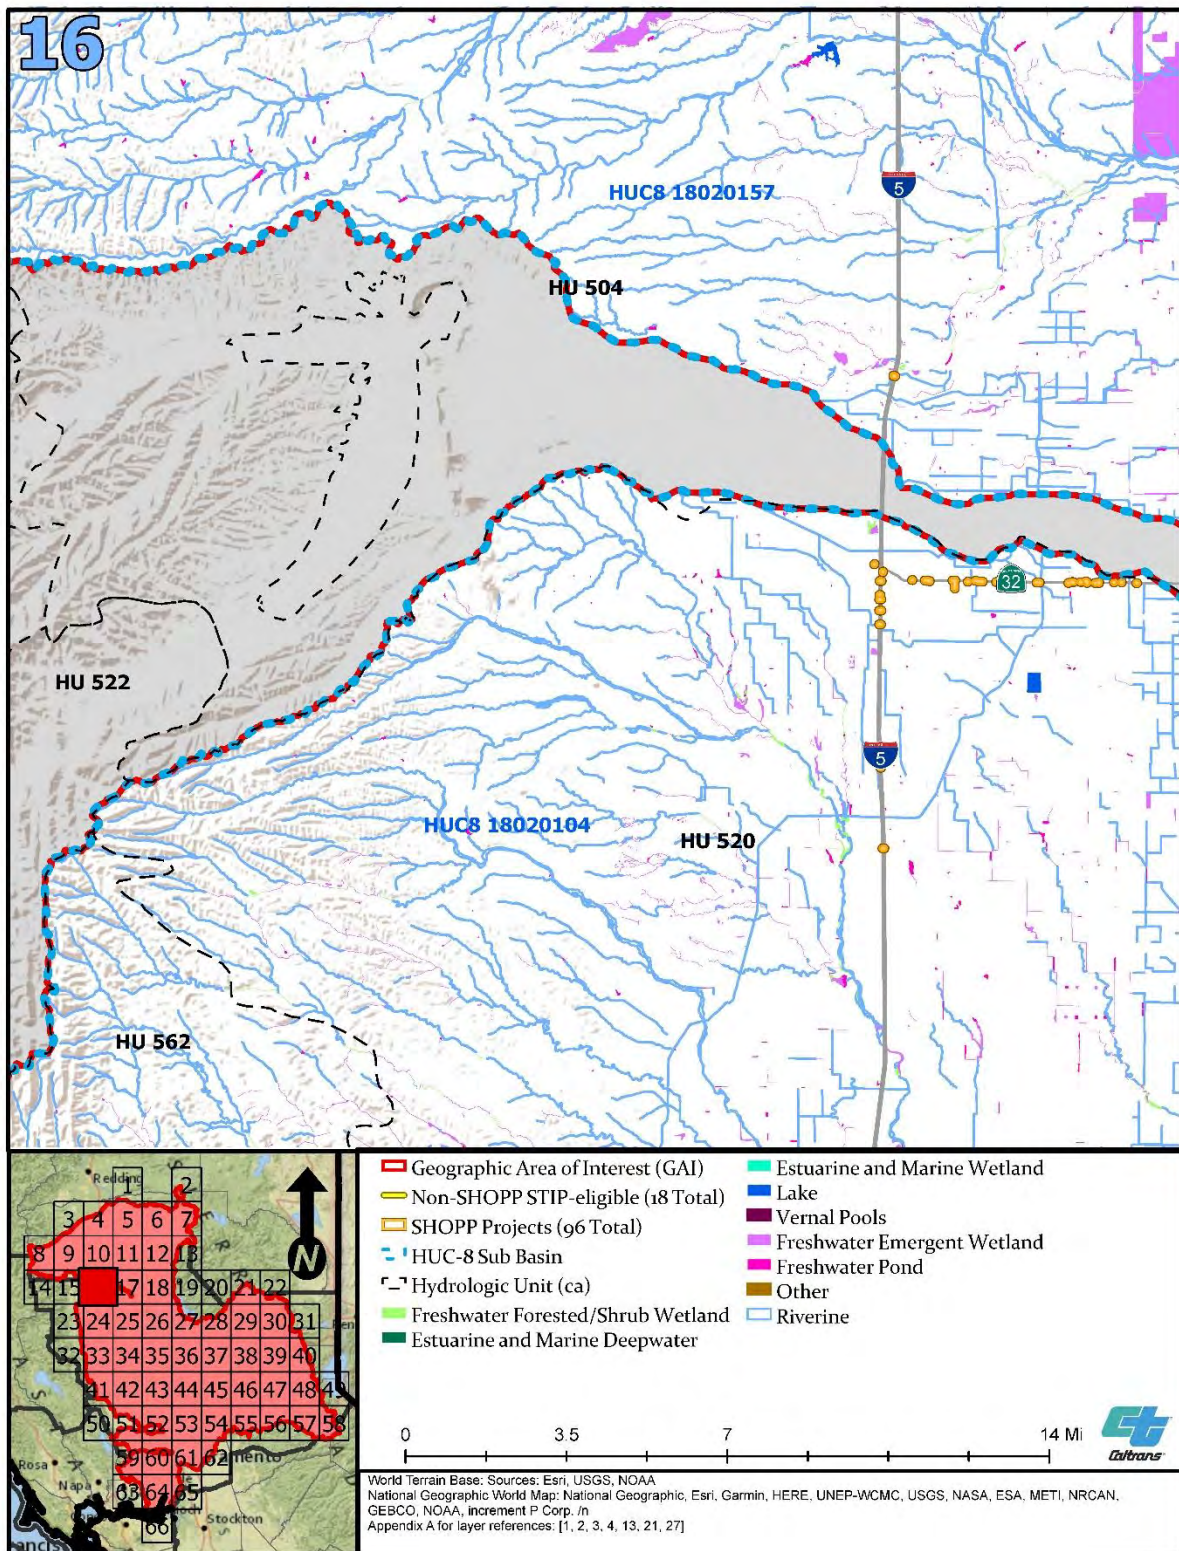 16
HUC8 18020157
5
HU 504
32
HU 522
5
HUC8 18020104
HU 520
HU 562
Redding
1 2
3 4 5 6 7
8 9 10 11 12 13
14 15 17 18 19 20 21 22
23 24 25 26 27 28 29 30 31
32 33 34 35 36 37 38 39 40
41 42 43 44 45 46 47 48 49
50 51 52 53 54 55 56 57 58
59 60 61 62
Rosa
Napa
63 64 65
66
Stockton
N
Geographic Area of Interest (GAI)
Non-SHOPP STIP-eligible (18 Total)
SHOPP Projects (96 Total)
HUC-8 Sub Basin
Hydrologic Unit (ca)
Freshwater Forested/Shrub Wetland
Estuarine and Marine Deepwater
Estuarine and Marine Wetland
Lake
Vernal Pools
Freshwater Emergent Wetland
Freshwater Pond
Other
Riverine
0 3.5 7 14 Mi
ct
Caltrans
World Terrain Base: Sources: Esri, USGS, NOAA
National Geographic World Map: National Geographic, Esri, Garmin, HERE, UNEP-WCMC, USGS, NASA, ESA, METI, NRCAN,
GEBCO, NOAA, increment P Corp. /n
Appendix A for layer references: [1, 2, 3, 4, 13, 21, 27]